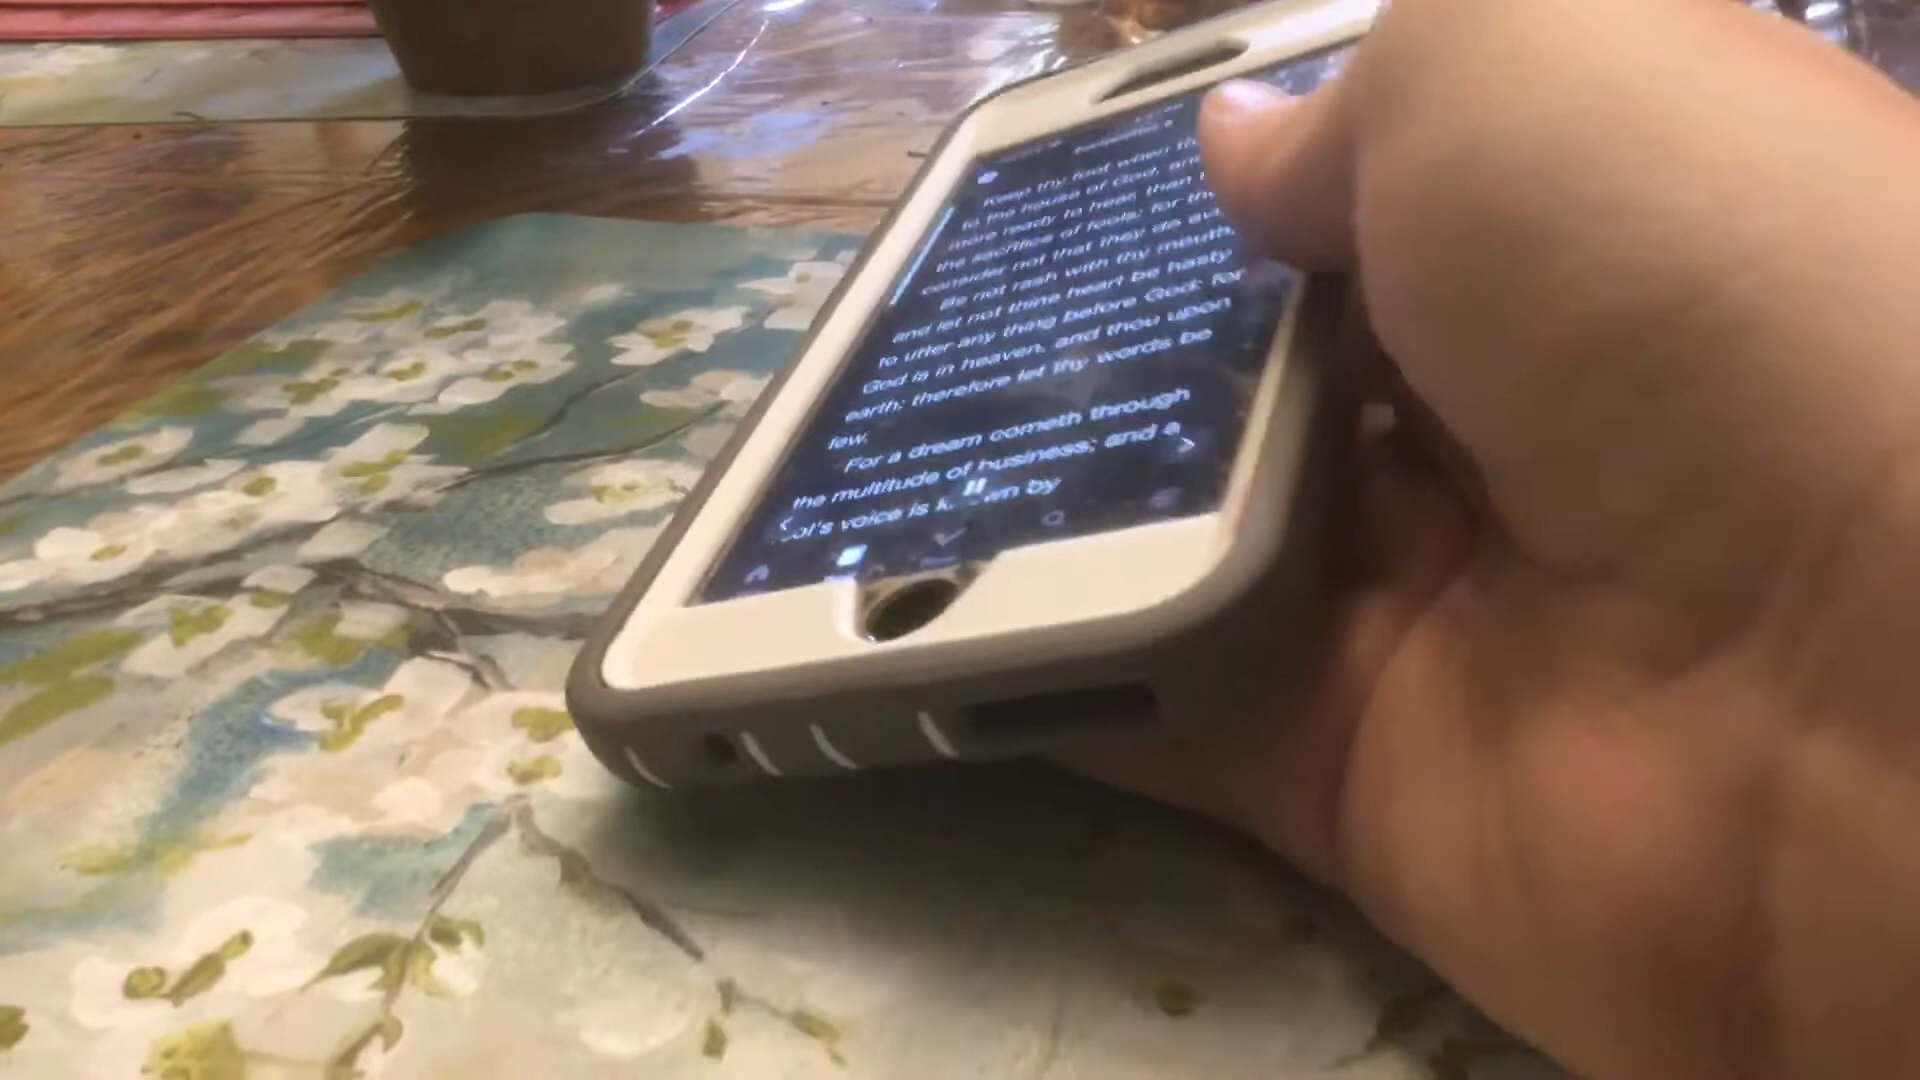 Keep thy foot when
to the house of God,
more ready to hear, than
the sacrifice of fools: for
consider not that they do
Be not rash with thy mouth,
and let not thine heart be hasty
to utter any thing before God: for
God is in heaven, and thou upon
earth: therefore let thy words be
few.
For a dream cometh through
the multitude of business; and a
voice is by